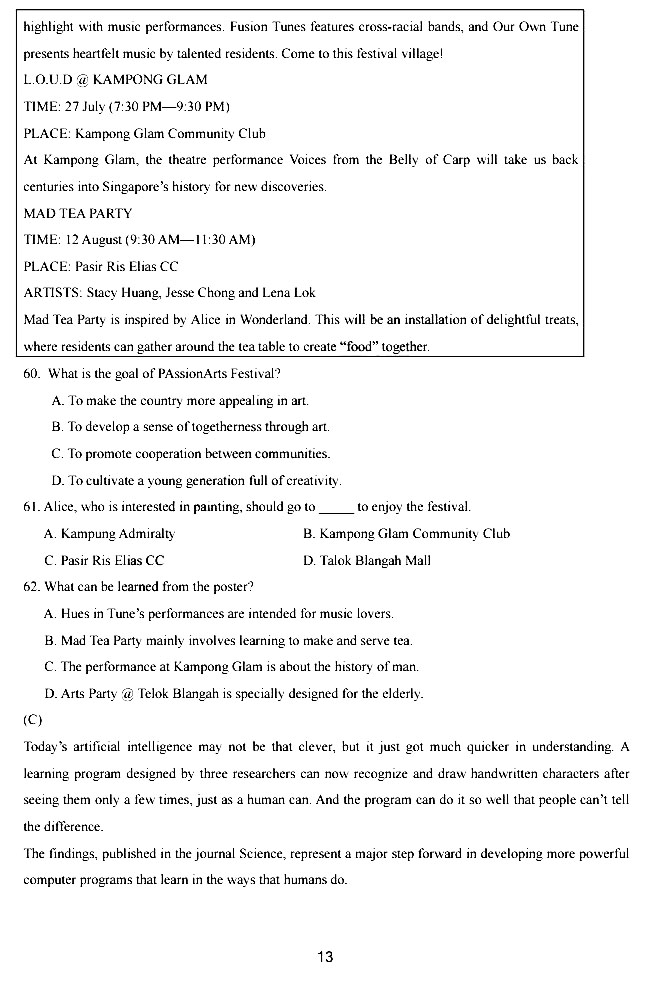 highlight with music performances. Fusion Tunes features cross-racial bands, and Our Own Tune
presents heartfelt music by talented residents. Come to this festival village!
L.O.U.D @ KAMPONG GLAM
TIME: 27 July (7:30 PM—9:30 PM)
PLACE: Kampong Glam Community Club
At Kampong Glam, the theatre performance Voices from the Belly of Carp will take us back
centuries into Singapore's history for new discoveries.
MAD TEA PARTY
TIME: 12 August (9:30 AM—11:30 AM)
PLACE: Pasir Ris Elias CC
ARTISTS: Stacy Huang, Jesse Chong and Lena Lok
Mad Tea Party is inspired by Alice in Wonderland. This will be an installation of delightful treats,
where residents can gather around the tea table to create “food” together.
60. What is the goal of PAssionArts Festival?
A. To make the country more appealing in art.
B. To develop a sense of togetherness through art.
C. To promote cooperation between communities.
D. To cultivate a young generation full of creativity.
61. Alice, who is interested in painting, should go to _____ to enjoy the festival.
A. Kampung Admiralty B. Kampong Glam Community Club
C. Pasir Ris Elias CC D. Talok Blangah Mall
62. What can be learned from the poster?
A. Hues in Tune's performances are intended for music lovers.
B. Mad Tea Party mainly involves learning to make and serve tea.
C. The performance at Kampong Glam is about the history of man.
D. Arts Party @ Telok Blangah is specially designed for the elderly.
(C)
Today's artificial intelligence may not be that clever, but it just got much quicker in understanding. A
learning program designed by three researchers can now recognize and draw handwritten characters after
seeing them only a few times, just as a human can. And the program can do it so well that people can't tell
the difference.
The findings, published in the journal Science, represent a major step forward in developing more powerful
computer programs that learn in the ways that humans do.
13